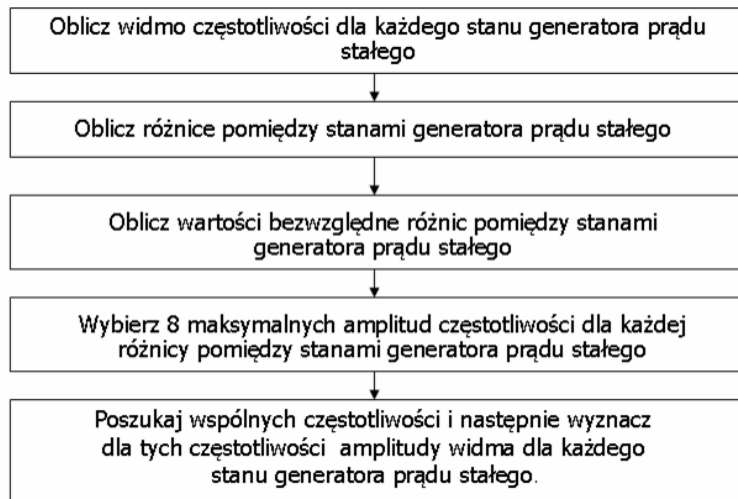 Oblicz widmo częstotliwości dla każdego stanu generatora prądu
stałego
Oblicz różnice pomiędzy stanami generatora prądu stałego
Oblicz wartości bezwzględne różnic pomiędzy stanami
generatora prądu stałego
Wybierz 8 maksymalnych amplitud częstotliwości dla każdej
różnicy pomiędzy stanami generatora prądu stałego
Poszukaj wspólnych częstotliwości i następnie wyznacz
dla tych częstotliwości amplitudy widma dla każdego
stanu generatora prądu stałego.